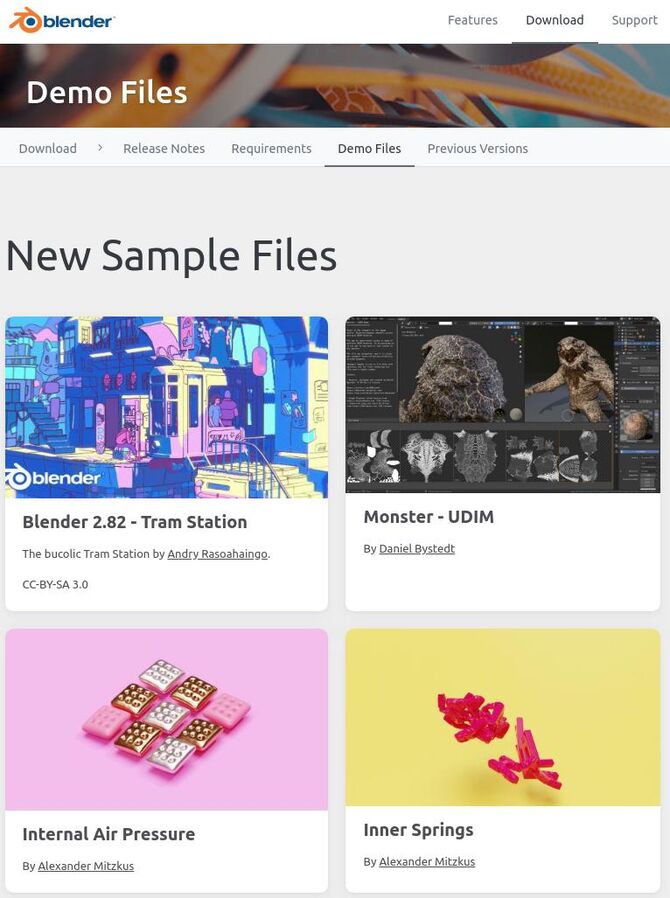 blender
Features Download Support
Demo Files
Download > Release Notes Requirements Demo Files Previous Versions
New Sample Files
blender
Blender 2.82 - Tram Station
The bucolic Tram Station by Andry Rasoahaingo.
CC-BY-SA 3.0
Monster - UDIM
By Daniel Bystedt
Internal Air Pressure
By Alexander Mitzkus
Inner Springs
By Alexander Mitzkus